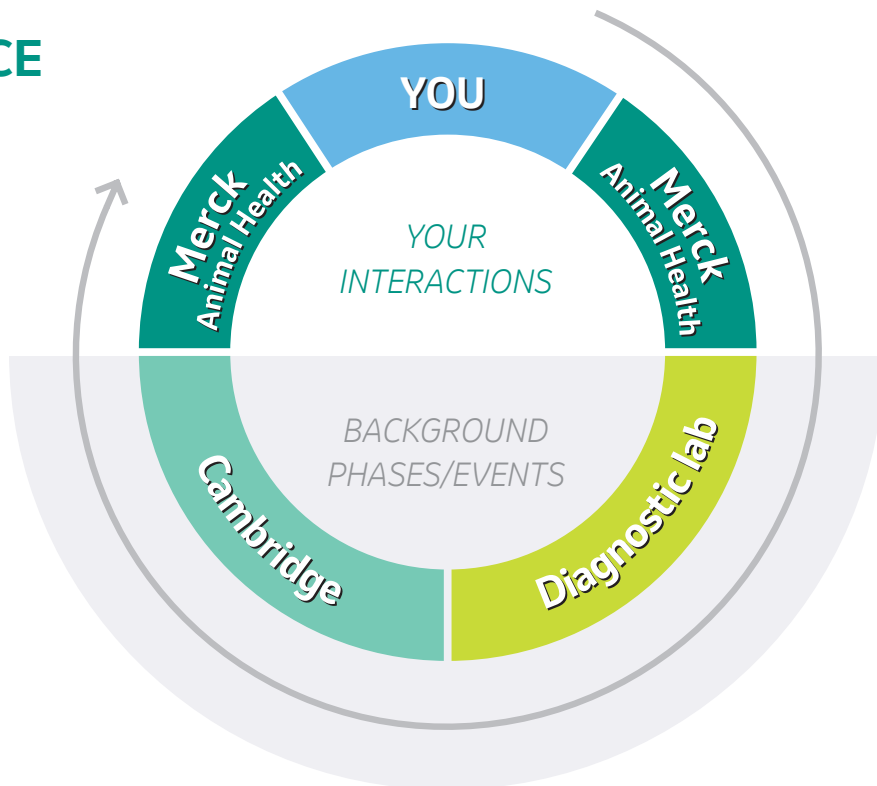 CE
YOU
Merck
Animal Health
Merck
Animal Health
YOUR
INTERACTIONS
BACKGROUND
PHASES/EVENTS
Cambridge
Diagnostic lab